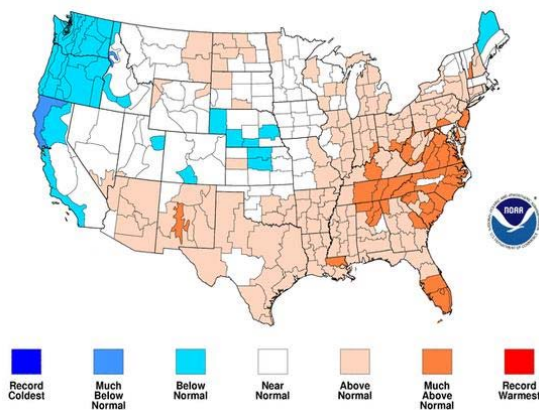 NOAA
Record
Coldest
Much
Below
Normal
Below
Normal
Near
Normal
Above
Normal
Much
Above
Normal
Record
Warmest